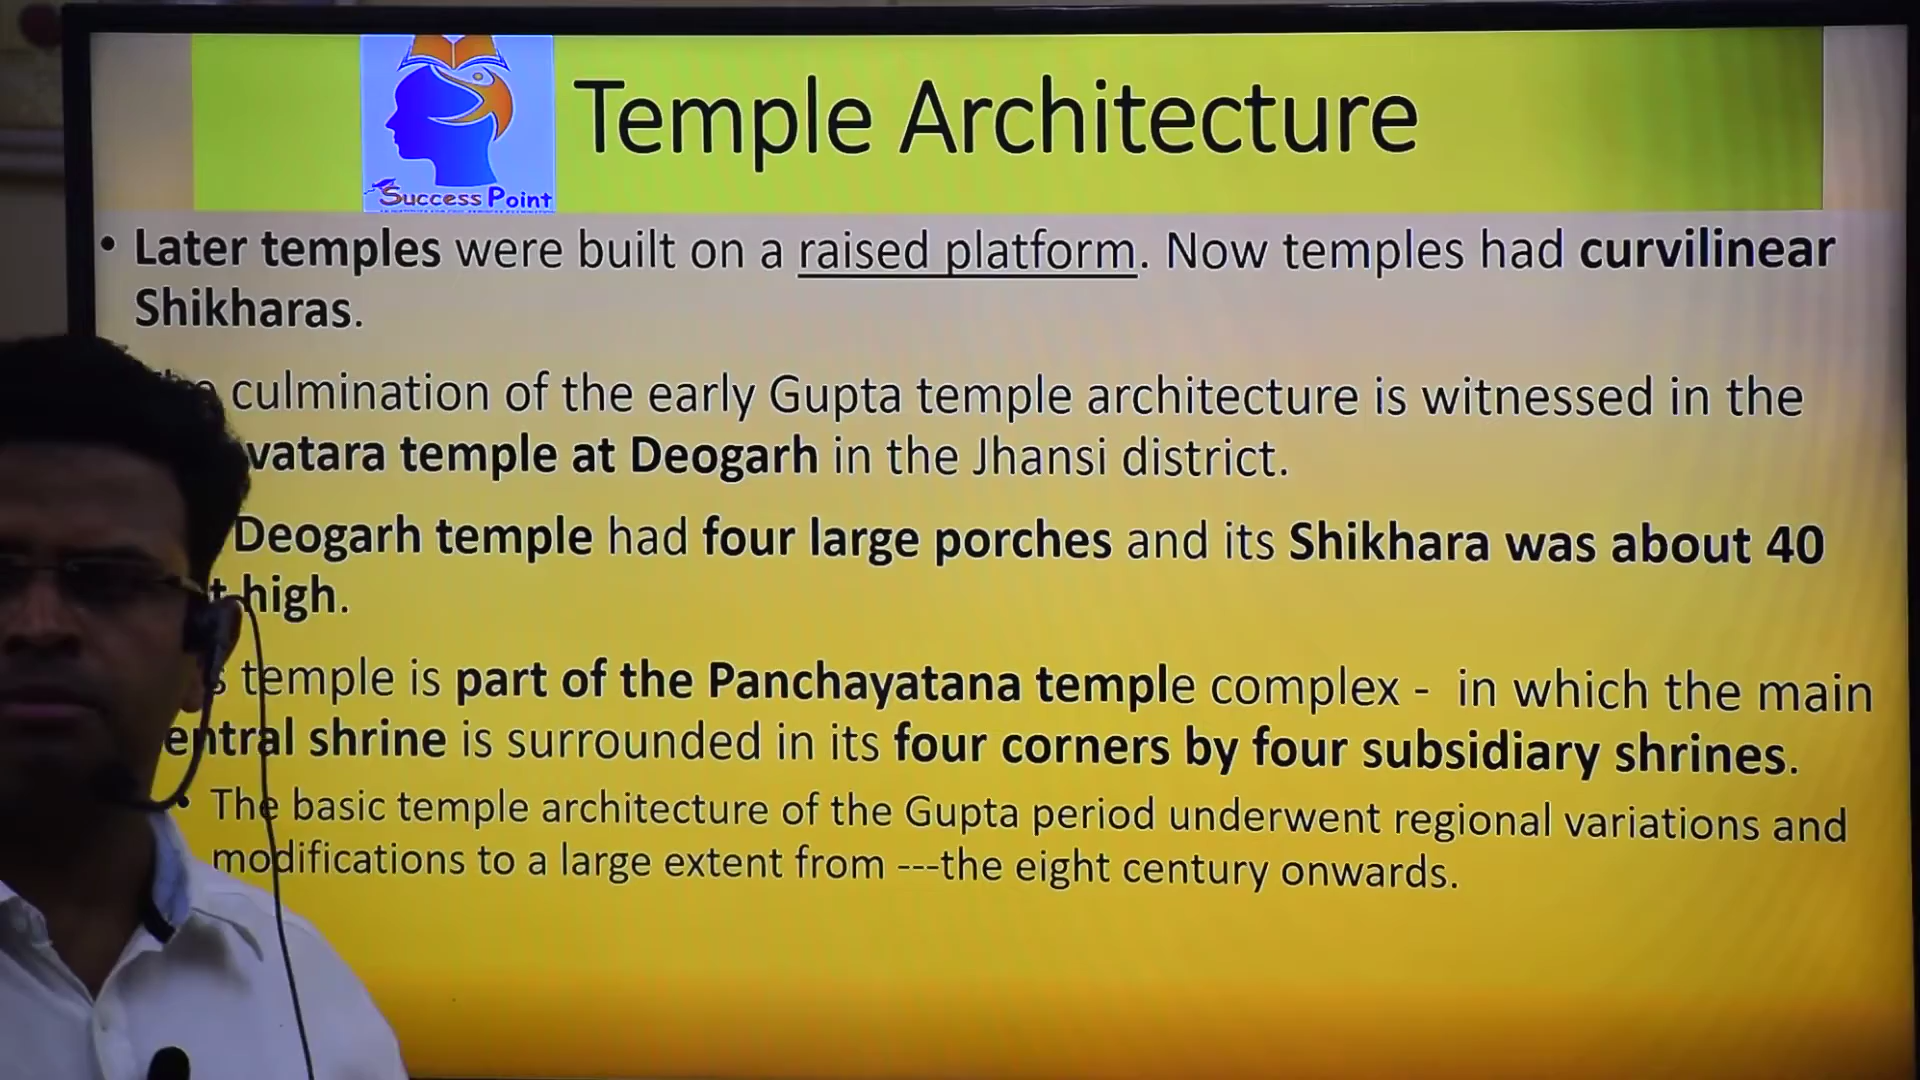 Success Point
Temple Architecture
• Later temples were built on a raised platform. Now temples had curvilinear
Shikharas.
culmination of the early Gupta temple architecture is witnessed in the
vatara temple at Deogarh in the Jhansi district.
Deogarh temple had four large porches and its Shikhara was about 40
t high.
s temple is part of the Panchayatana temple complex - in which the main
entral shrine is surrounded in its four corners by four subsidiary shrines.
• The basic temple architecture of the Gupta period underwent regional variations and
modifications to a large extent from ---the eight century onwards.